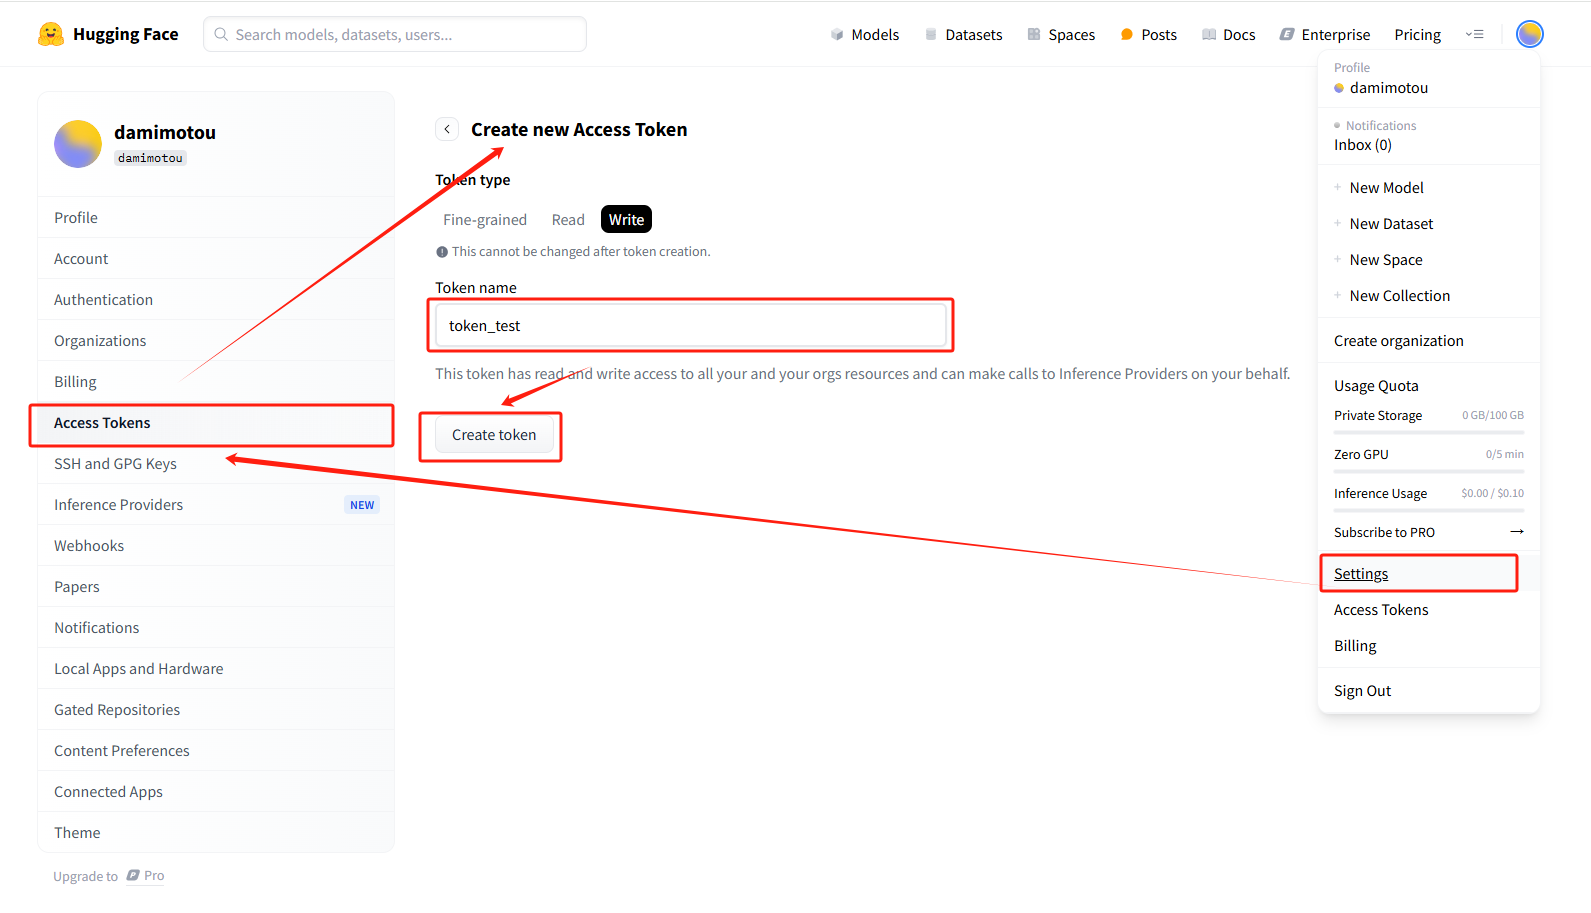 Hugging Face
Search models, datasets, users...
Models
Datasets
Spaces
Posts
Docs
Enterprise
Pricing
damimotou
damimotou
Profile
Account
Authentication
Organizations
Billing
Access Tokens
SSH and GPG Keys
Inference Providers NEW
Webhooks
Papers
Notifications
Local Apps and Hardware
Gated Repositories
Content Preferences
Connected Apps
Theme
Upgrade to Pro
Create new Access Token
Token type
Fine-grained Read Write
This cannot be changed after token creation.
Token name
token_test
This token has read and write access to all your and your orgs resources and can make calls to Inference Providers on your behalf.
Create token
Profile
damimotou
Notifications
Inbox (0)
New Model
New Dataset
New Space
New Collection
Create organization
Usage Quota
Private Storage 0 GB/100 GB
Zero GPU 0/5 min
Inference Usage $0.00 / $0.10
Subscribe to PRO →
Settings
Access Tokens
Billing
Sign Out